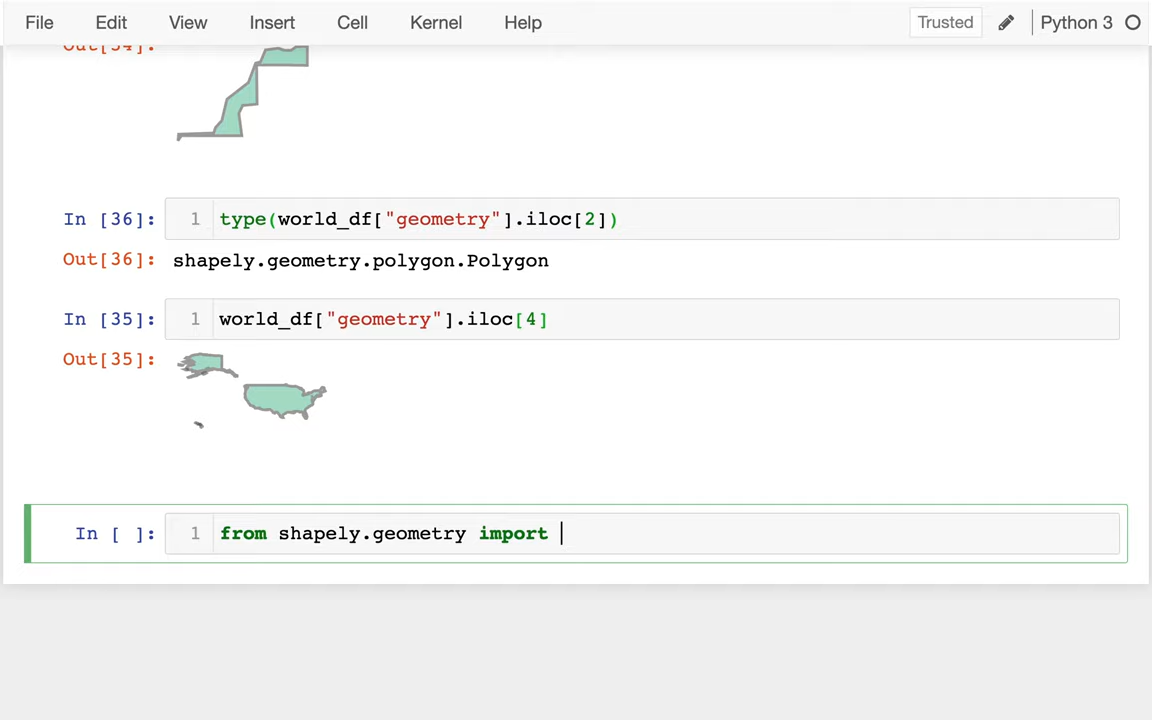 File Edit View Insert Cell Kernel Help Trusted Python 3
Out[34]:
In [36]: 1 type(world_df["geometry"].iloc[2])
Out[36]: shapely.geometry.polygon.Polygon
In [35]: 1 world_df["geometry"].iloc[4]
Out[35]:
In [ ]: 1 from shapely.geometry import